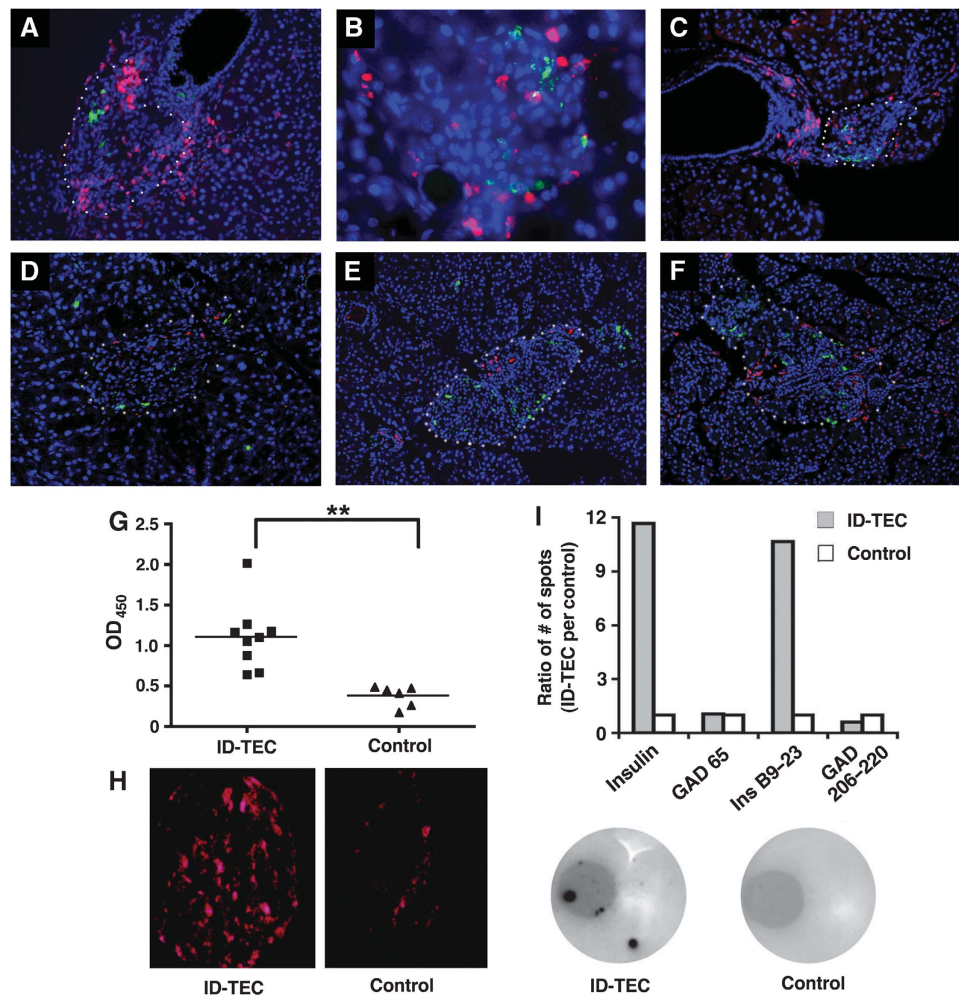 A
B
C
D
E
F
G
**
2.5
2.0
1.5
1.0
0.5
0
OD450
ID-TEC
Control
H
ID-TEC
Control
I
ID-TEC
Control
12
9
6
3
0
Ratio of # of spots
(ID-TEC per control)
Insulin
GAD 65
Ins B9–23
GAD
206–220
ID-TEC
Control